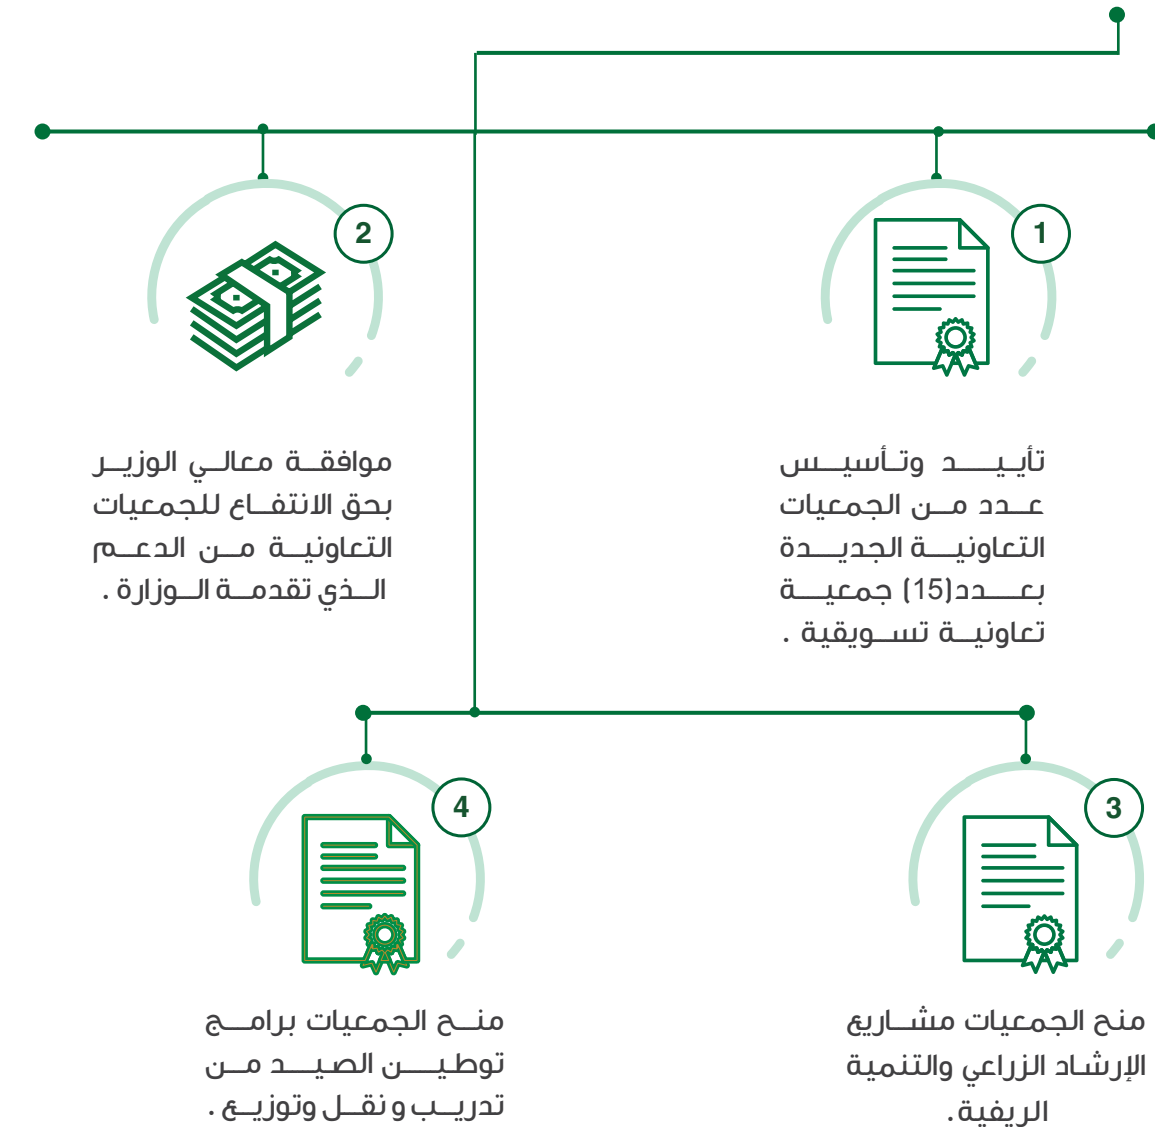 1
تأييد وتأسيس
عدد من الجمعيات
التعاونية الجديدة
بعدد(15) جمعية
تعاونية تسويقية .
2
موافقة معالي الوزير
بحق الانتفاع للجمعيات
التعاونية من الدعم
الذي تقدمة الوزارة .
3
منح الجمعيات مشاريع
الإرشاد الزراعي والتنمية
الريفية.
4
منح الجمعيات برامج
توطين الصيد من
تدريب و نقل وتوزيع .